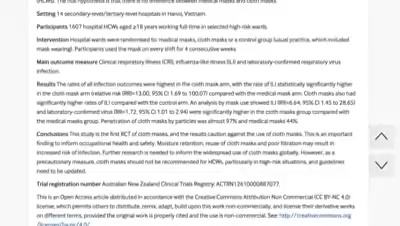 Setting 14 secondary-level/tertiary-level hospitals in Hanoi, Vietnam.
Participants 1607 hospital HCWs aged ≥18 years working full-time in selected high-risk wards.
Intervention Hospital wards were randomised to: medical masks, cloth masks or a control group (usual practice, which included
mask wearing). Participants used the mask on every shift for 4 consecutive weeks.
Main outcome measure Clinical respiratory illness (CRI), influenza-like illness (ILI) and laboratory-confirmed respiratory virus
infection.
Results The rates of all infection outcomes were highest in the cloth mask arm, with the rate of ILI statistically significantly higher
in the cloth mask arm (relative risk (RR)=13.00, 95% CI 1.69 to 100.07) compared with the medical mask arm. Cloth masks also had
significantly higher rates of ILI compared with the control arm. An analysis by mask use showed ILI (RR=6.64, 95% CI 1.45 to 28.65)
and laboratory-confirmed virus (RR=1.72, 95% CI 1.01 to 2.94) were significantly higher in the cloth masks group compared with
the medical masks group. Penetration of cloth masks by particles was almost 97% and medical masks 44%.
Conclusions This study is the first RCT of cloth masks, and the results caution against the use of cloth masks. This is an important
finding to inform occupational health and safety. Moisture retention, reuse of cloth masks and poor filtration may result in
increased risk of infection. Further research is needed to inform the widespread use of cloth masks globally. However, as a
precautionary measure, cloth masks should not be recommended for HCWs, particularly in high-risk situations, and guidelines
need to be updated.
Trial registration number Australian New Zealand Clinical Trials Registry: ACTRN12610000887077.
This is an Open Access article distributed in accordance with the Creative Commons Attribution Non Commercial (CC BY-NC 4.0)
license, which permits others to distribute, remix, adapt, build upon this work non-commercially, and license their derivative works
on different terms, provided the original work is properly cited and the use is non-commercial. See: http://creativecommons.org
/licenses/by-nc/4.0/